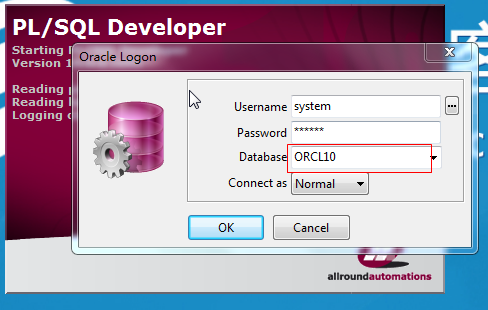 PL/SQL Developer
Starting
Version 1
Reading
Reading
Logging
Oracle Logon
x
Username system
Password ******
Database ORCL10
Connect as Normal
OK Cancel
allroundautomations